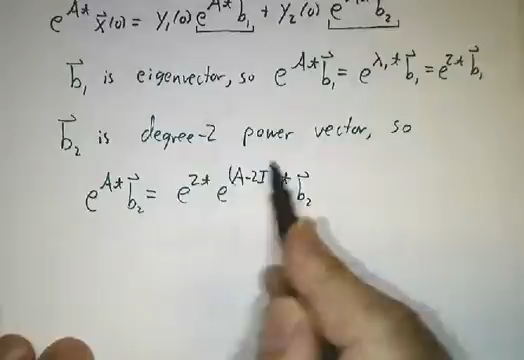 e^{At} x⃗(0) = y₁(0) e^{At} b⃗₁ + y₂(0) e^{At} b⃗₂
b⃗₁ is eigenvector, so e^{At} b⃗₁ = e^{λ₁t} b⃗₁ = e^{2t} b⃗₁
b⃗₂ is degree-2 power vector, so
e^{At} b⃗₂ = e^{2t} e^{(A-2I)t} b⃗₂